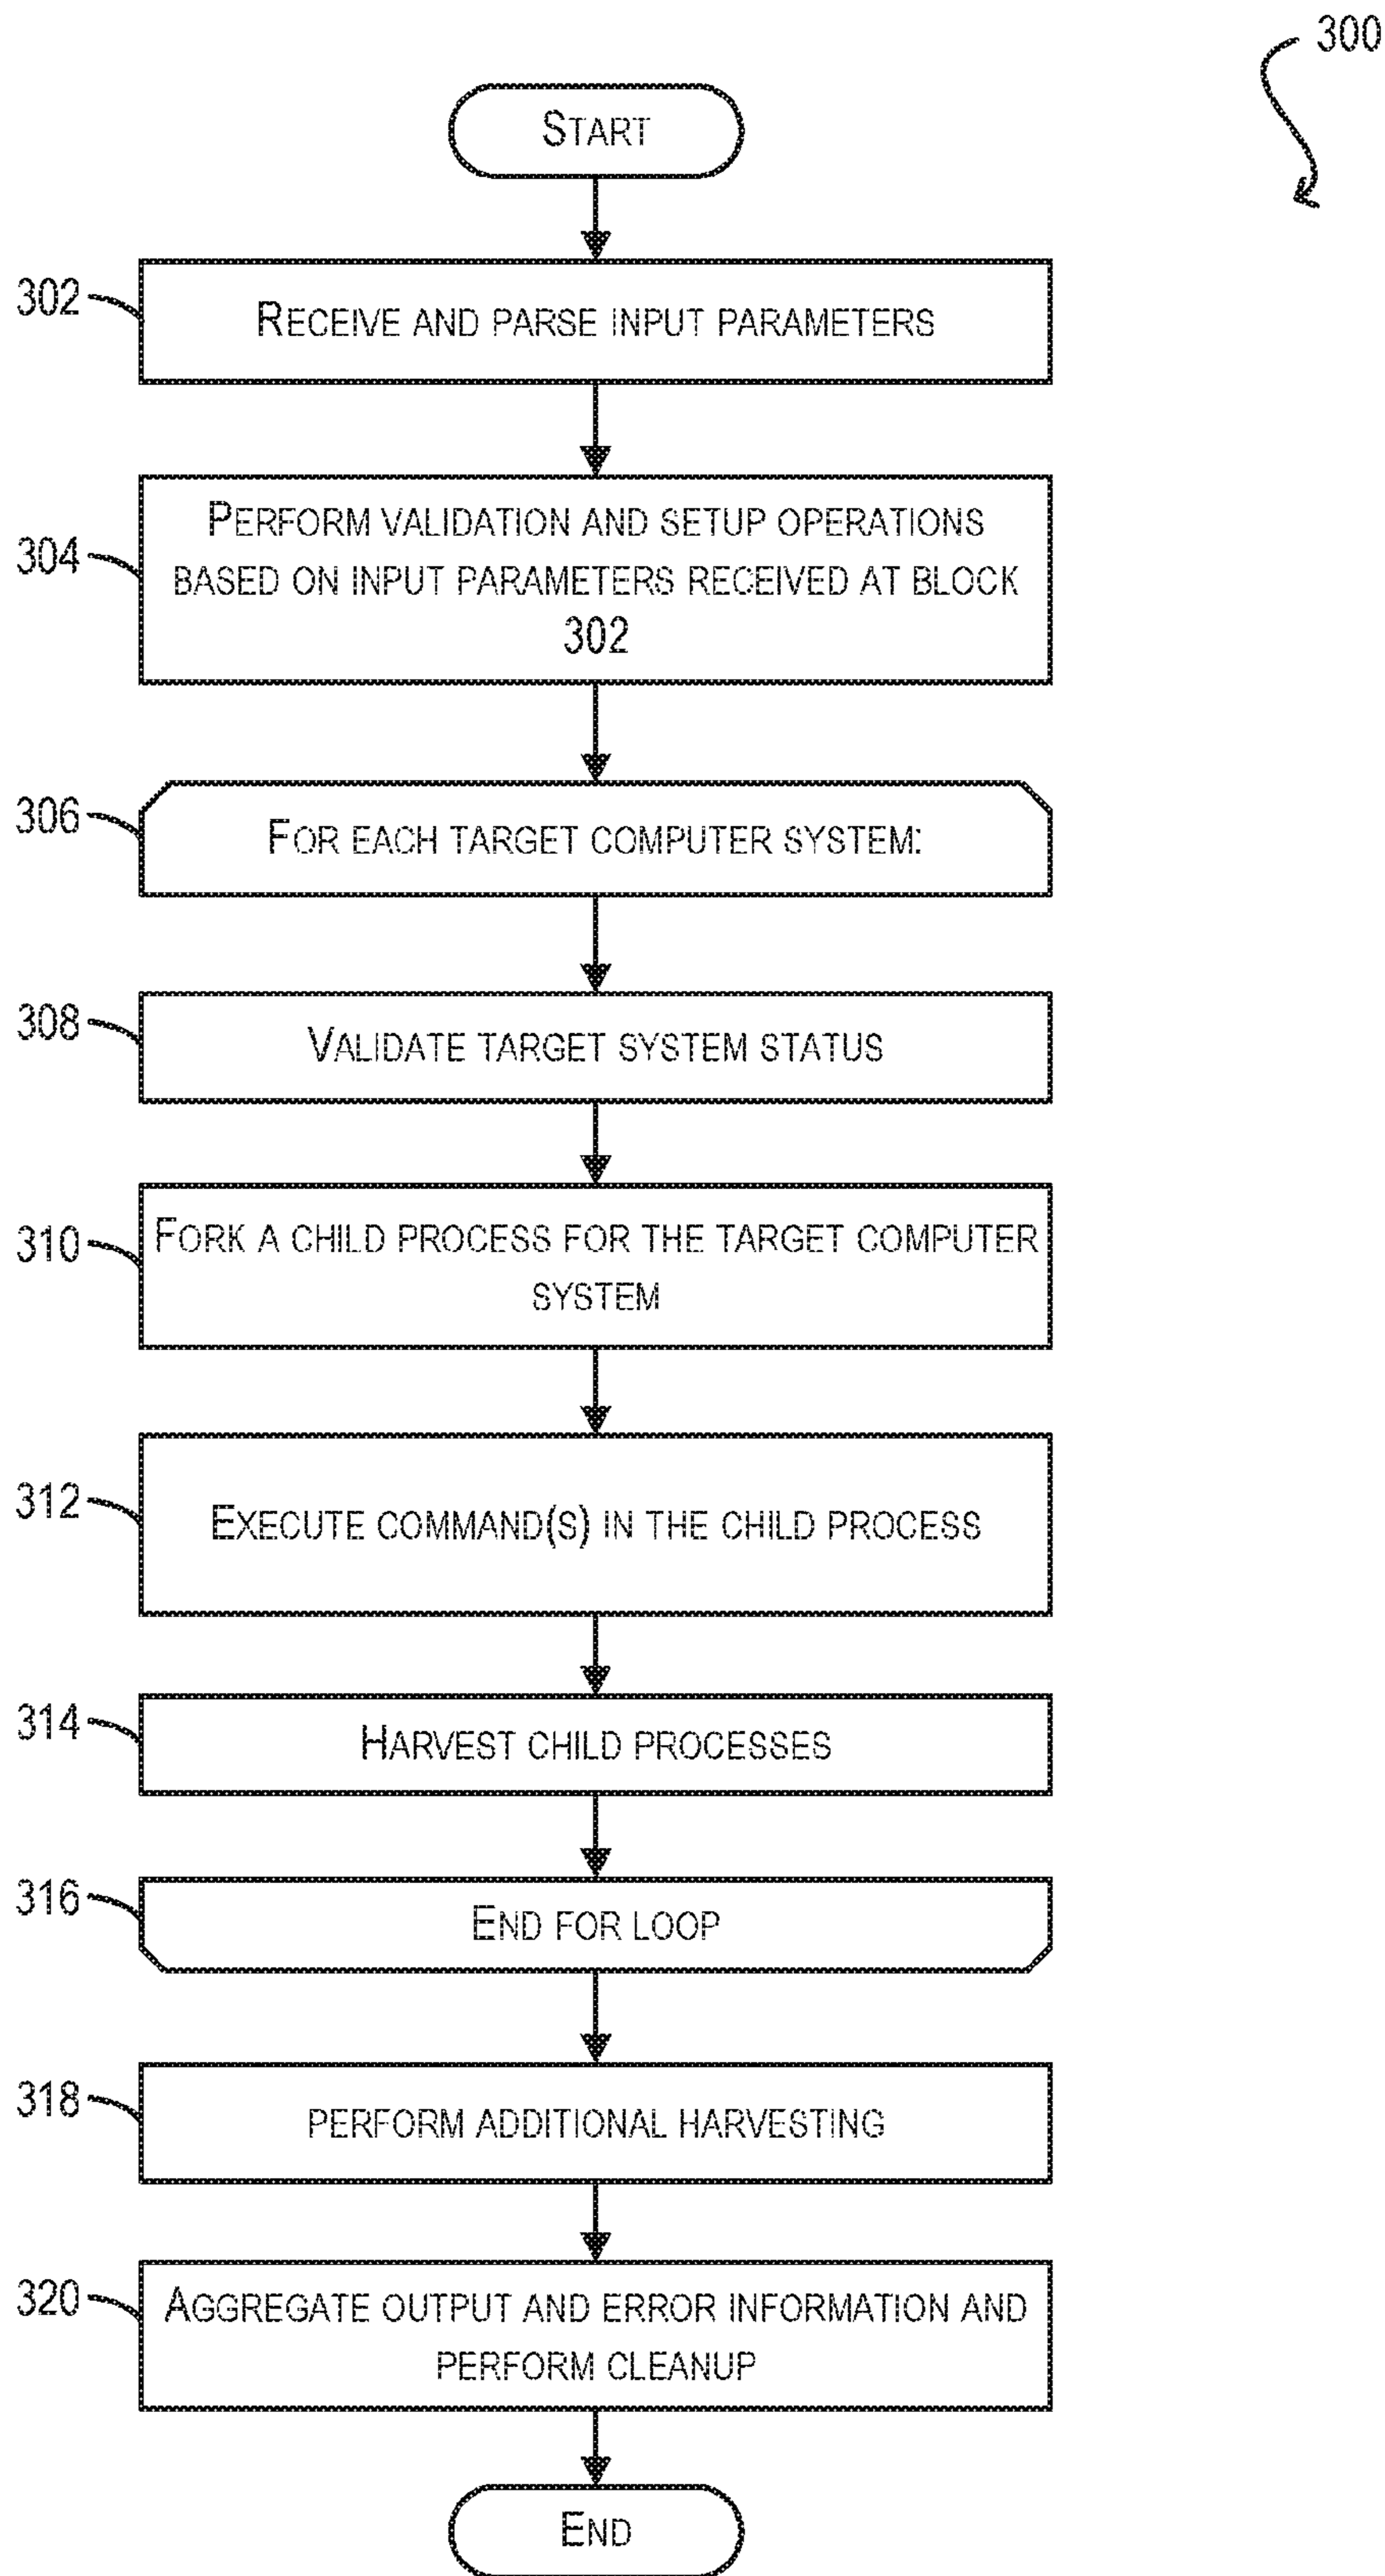 300
START
302
RECEIVE AND PARSE INPUT PARAMETERS
304
PERFORM VALIDATION AND SETUP OPERATIONS
BASED ON INPUT PARAMETERS RECEIVED AT BLOCK
302
306
FOR EACH TARGET COMPUTER SYSTEM:
308
VALIDATE TARGET SYSTEM STATUS
310
FORK A CHILD PROCESS FOR THE TARGET COMPUTER
SYSTEM
312
EXECUTE COMMAND(S) IN THE CHILD PROCESS
314
HARVEST CHILD PROCESSES
316
END FOR LOOP
318
PERFORM ADDITIONAL HARVESTING
320
AGGREGATE OUTPUT AND ERROR INFORMATION AND
PERFORM CLEANUP
END